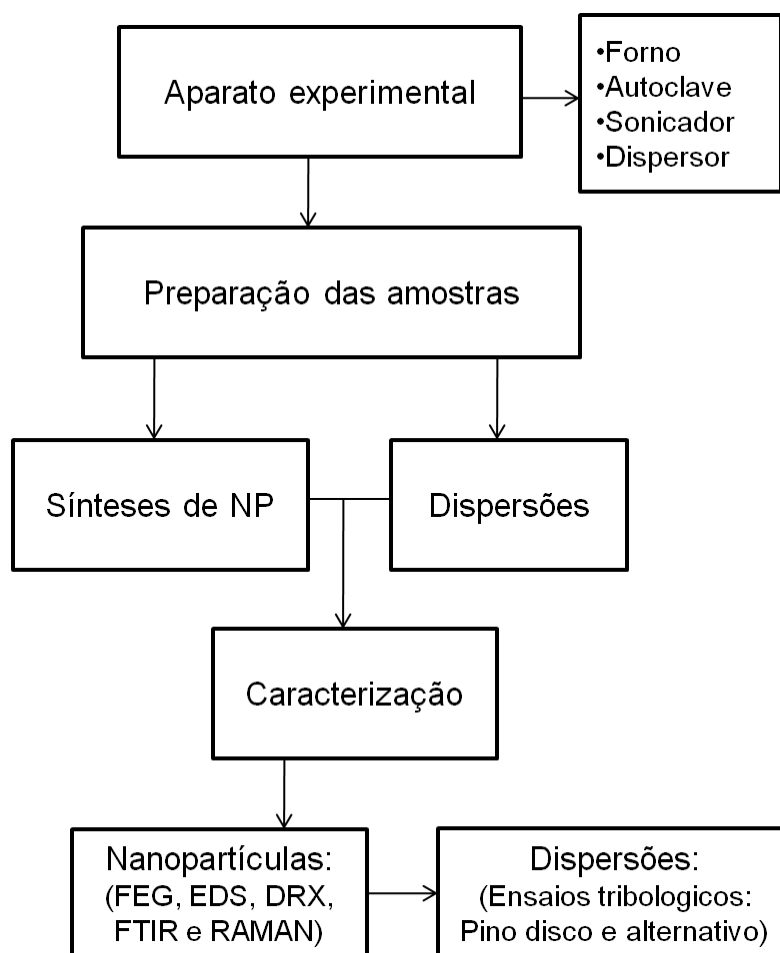 Aparato experimental
•Forno
•Autoclave
•Sonicador
•Dispersor
Preparação das amostras
Sínteses de NP
Dispersões
Caracterização
Nanopartículas:
(FEG, EDS, DRX,
FTIR e RAMAN)
Dispersões:
(Ensaios tribologicos:
Pino disco e alternativo)